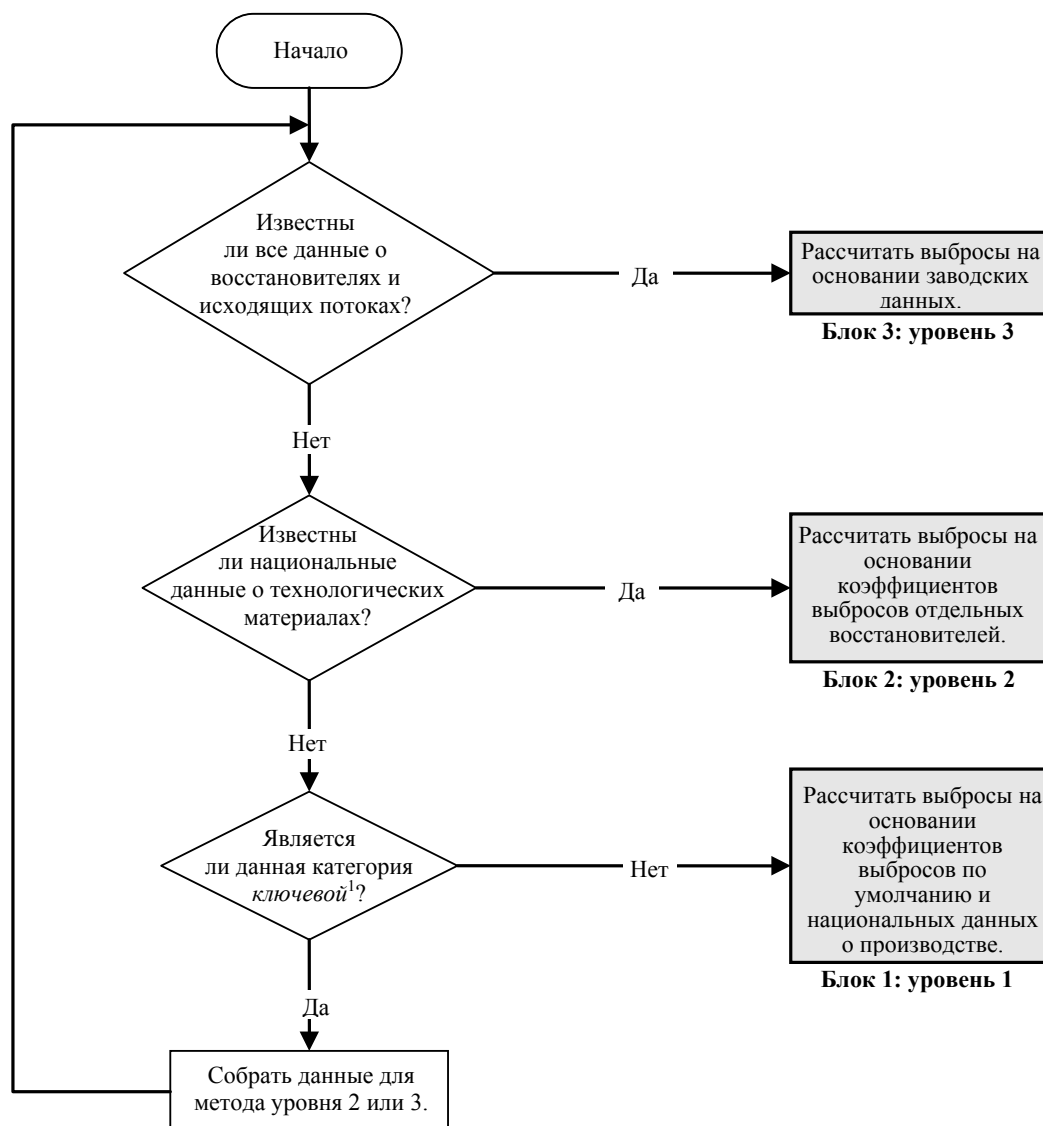 Начало
Известны
ли все данные о
восстановителях и
исходящих потоках?
Да
Рассчитать выбросы на
основании заводских
данных.
Блок 3: уровень 3
Нет
Известны
ли национальные
данные о технологических
материалах?
Да
Рассчитать выбросы на
основании
коэффициентов
выбросов отдельных
восстановителей.
Блок 2: уровень 2
Нет
Является
ли данная категория
ключевой¹?
Нет
Рассчитать выбросы на
основании
коэффициентов
выбросов по
умолчанию и
национальных данных
о производстве.
Блок 1: уровень 1
Да
Собрать данные для
метода уровня 2 или 3.